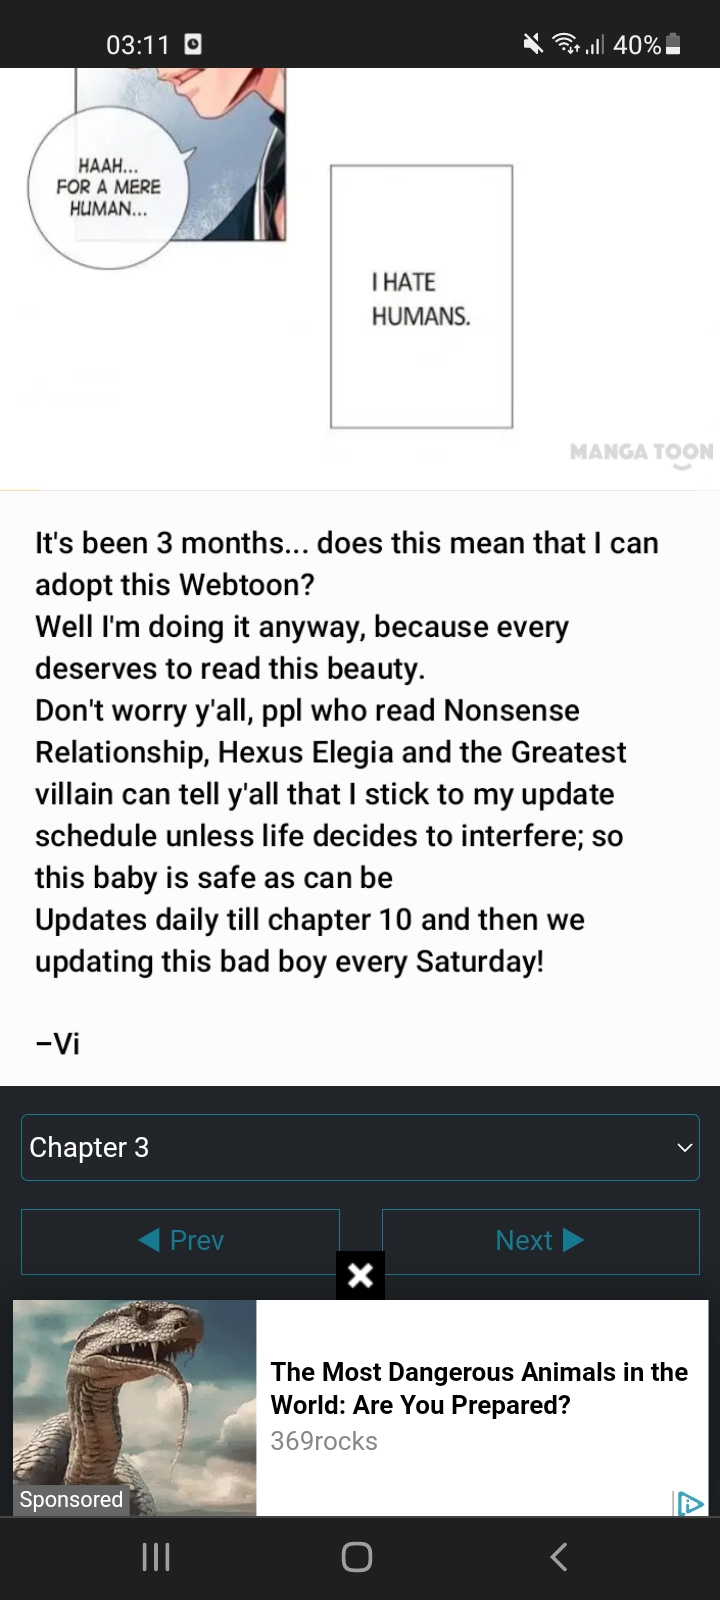 03:11
40%
HAAH...
FOR A MERE
HUMAN...
I HATE
HUMANS.
MANGA TOON
It's been 3 months... does this mean that I can
adopt this Webtoon?
Well I'm doing it anyway, because every
deserves to read this beauty.
Don't worry y'all, ppl who read Nonsense
Relationship, Hexus Elegia and the Greatest
villain can tell y'all that I stick to my update
schedule unless life decides to interfere; so
this baby is safe as can be
Updates daily till chapter 10 and then we
updating this bad boy every Saturday!
–Vi
Chapter 3
Prev
Next
The Most Dangerous Animals in the
World: Are You Prepared?
369rocks
Sponsored